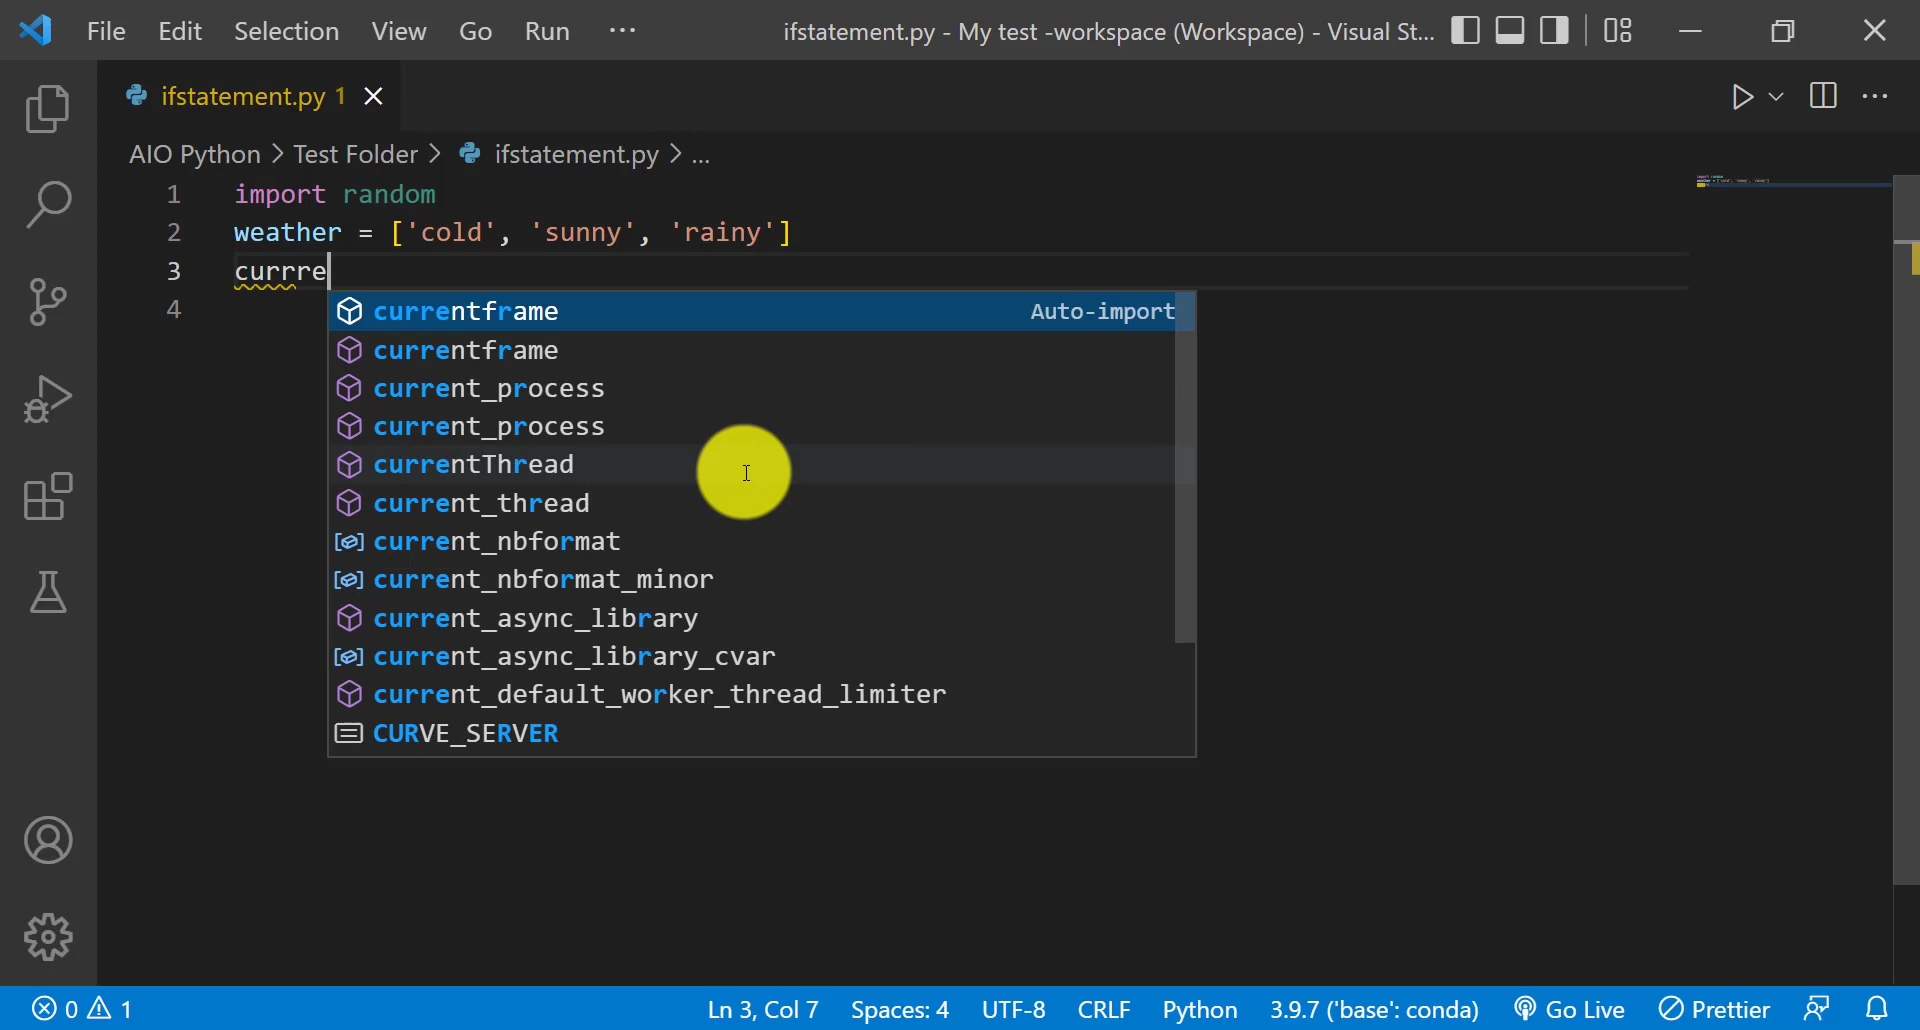 File Edit Selection View Go Run ··· ifstatement.py - My test -workspace (Workspace) - Visual St...
ifstatement.py 1
AIO Python > Test Folder > ifstatement.py > ...
1 import random
2 weather = ['cold', 'sunny', 'rainy']
3 currre
4
currentframe Auto-import
currentframe
current_process
current_process
currentThread
current_thread
current_nbformat
current_nbformat_minor
current_async_library
current_async_library_cvar
current_default_worker_thread_limiter
CURVE_SERVER
0 1 Ln 3, Col 7 Spaces: 4 UTF-8 CRLF Python 3.9.7 ('base': conda) Go Live Prettier